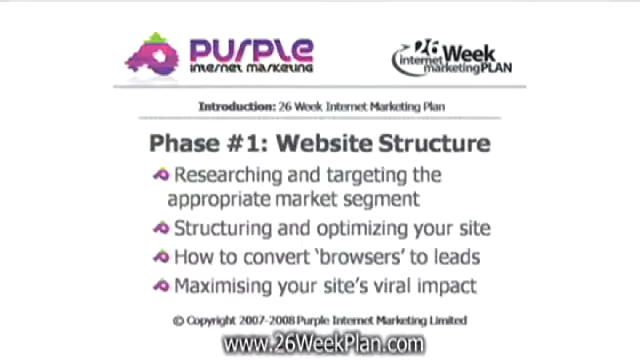 PURPLE
INTERNET MARKETING
26 Week
internet
marketing PLAN
Introduction: 26 Week Internet Marketing Plan
Phase #1: Website Structure
Researching and targeting the
appropriate market segment
Structuring and optimizing your site
How to convert ‘browsers’ to leads
Maximising your site’s viral impact
© Copyright 2007-2008 Purple Internet Marketing Limited
www.26WeekPlan.com